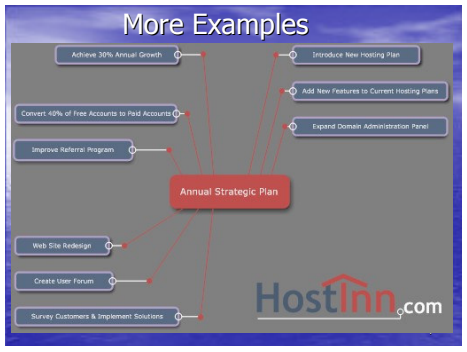 More Examples
Achieve 30% Annual Growth
Introduce New Hosting Plan
Add New Features to Current Hosting Plans
Convert 40% of Free Accounts to Paid Accounts
Expand Domain Administration Panel
Improve Referral Program
Annual Strategic Plan
Web Site Redesign
Create User Forum
Survey Customers & Implement Solutions
HostInn.com